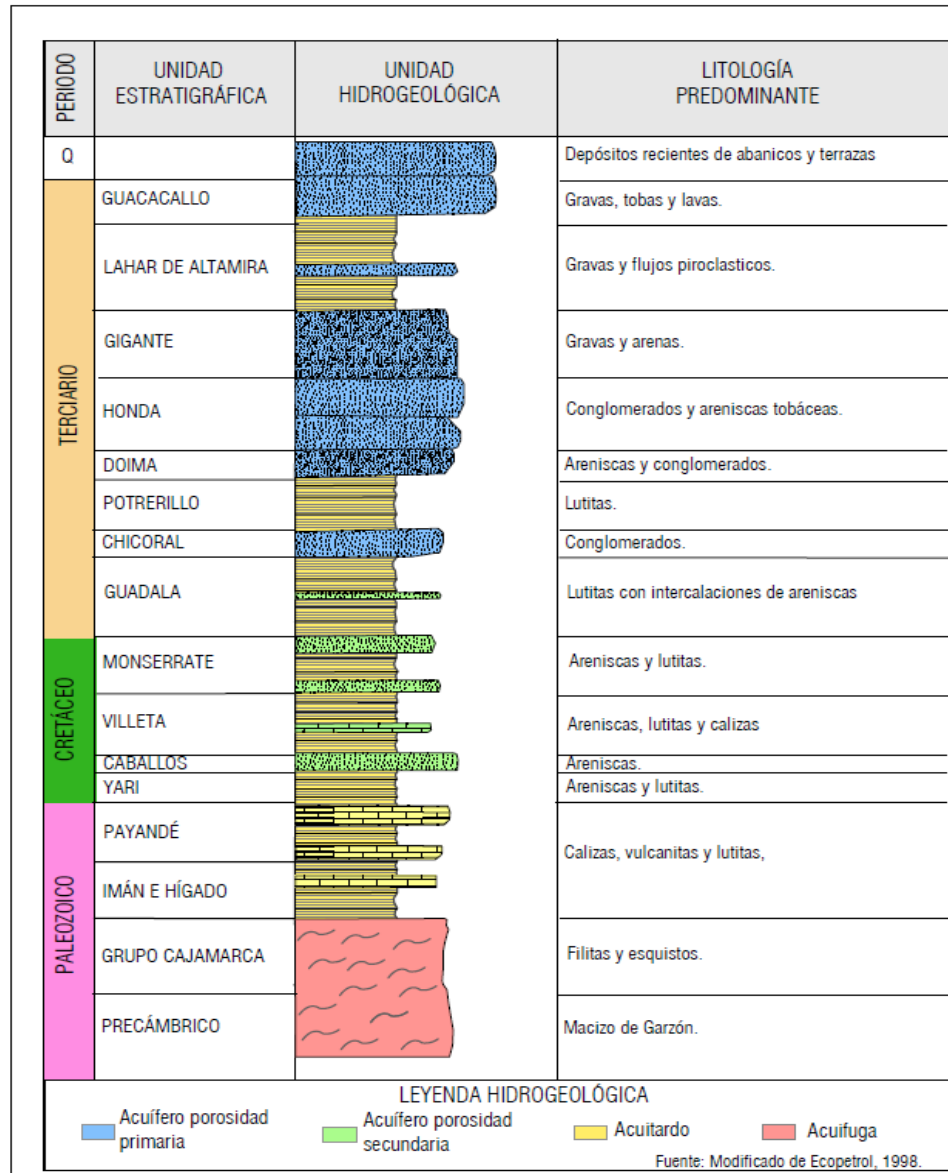 PERIODO
UNIDAD
ESTRATIGRÁFICA
UNIDAD
HIDROGEOLÓGICA
LITOLOGÍA
PREDOMINANTE
Q
Depósitos recientes de abanicos y terrazas
TERCIARIO
GUACACALLO
Gravas, tobas y lavas.
LAHAR DE ALTAMIRA
Gravas y flujos piroclasticos.
GIGANTE
Gravas y arenas.
HONDA
Conglomerados y areniscas tobáceas.
DOIMA
Areniscas y conglomerados.
POTRERILLO
Lutitas.
CHICORAL
Conglomerados.
GUADALA
Lutitas con intercalaciones de areniscas
CRETÁCEO
MONSERRATE
Areniscas y lutitas.
VILLETA
Areniscas, lutitas y calizas
CABALLOS
Areniscas.
YARI
Areniscas y lutitas.
PALEOZOICO
PAYANDÉ
Calizas, vulcanitas y lutitas,
IMÁN E HÍGADO
GRUPO CAJAMARCA
Filitas y esquistos.
PRECÁMBRICO
Macizo de Garzón.
LEYENDA HIDROGEOLÓGICA
Acuífero porosidad
primaria
Acuífero porosidad
secundaria
Acuitardo
Acuifuga
Fuente: Modificado de Ecopetrol, 1998.